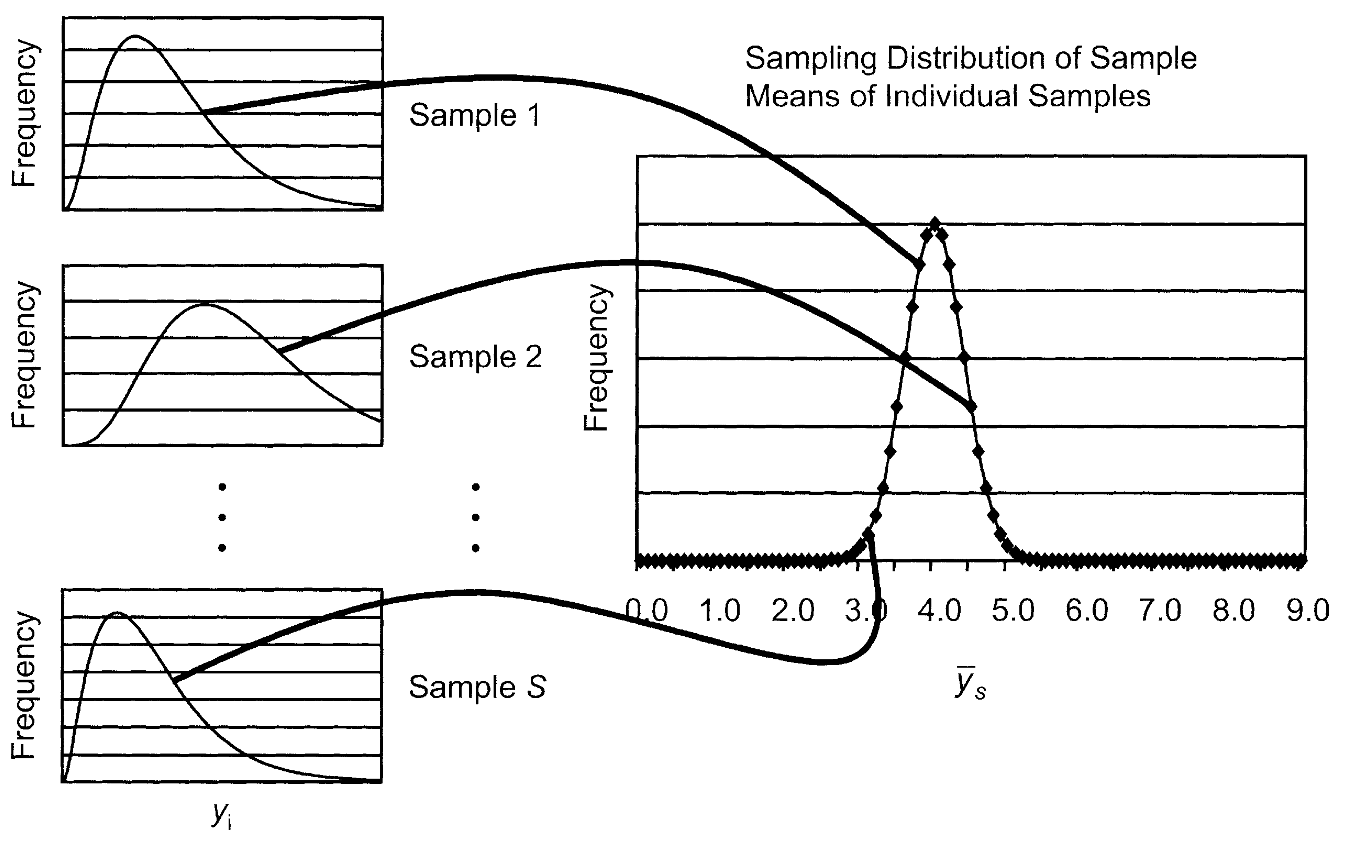 Sampling Distribution of Sample
Means of Individual Samples
Frequency
Sample 1
Frequency
Sample 2
Frequency
Frequency
Sample S
0.0 1.0 2.0 3.0 4.0 5.0 6.0 7.0 8.0 9.0
ȳₛ
yᵢ